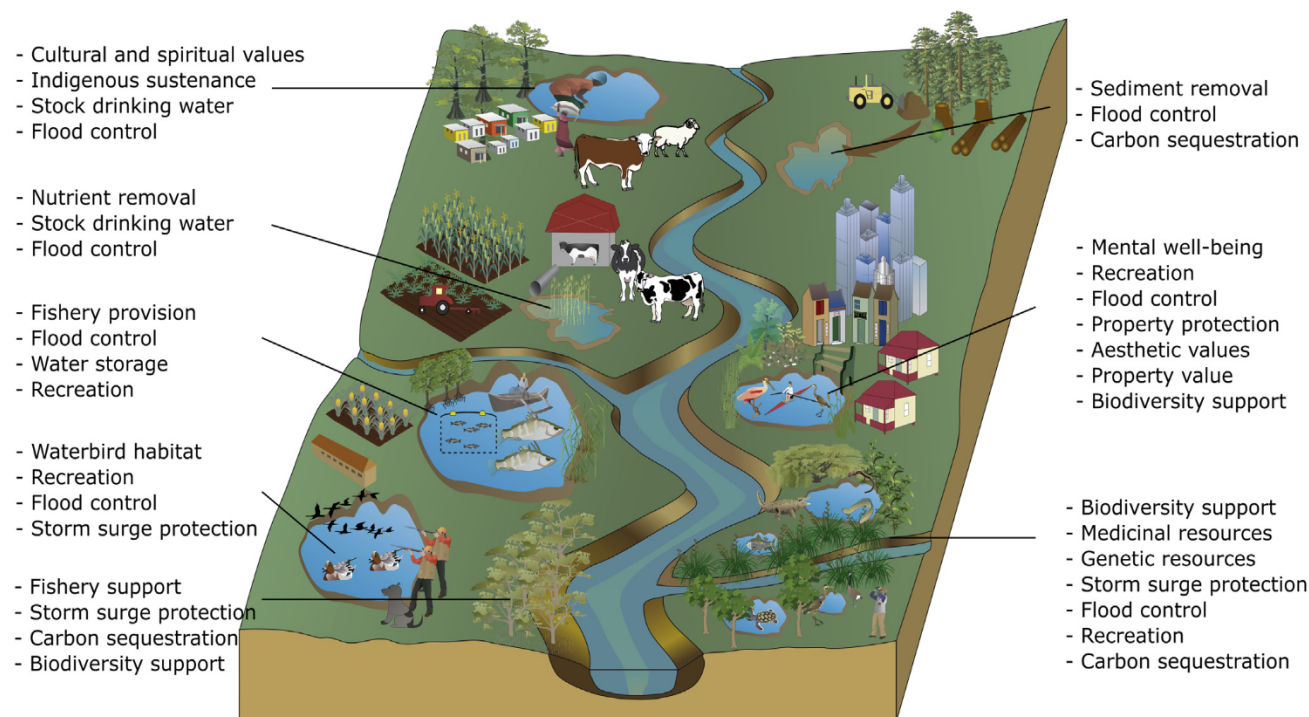 - Cultural and spiritual values
- Indigenous sustenance
- Stock drinking water
- Flood control
- Nutrient removal
- Stock drinking water
- Flood control
- Fishery provision
- Flood control
- Water storage
- Recreation
- Waterbird habitat
- Recreation
- Flood control
- Storm surge protection
- Fishery support
- Storm surge protection
- Carbon sequestration
- Biodiversity support
- Sediment removal
- Flood control
- Carbon sequestration
- Mental well-being
- Recreation
- Flood control
- Property protection
- Aesthetic values
- Property value
- Biodiversity support
- Biodiversity support
- Medicinal resources
- Genetic resources
- Storm surge protection
- Flood control
- Recreation
- Carbon sequestration